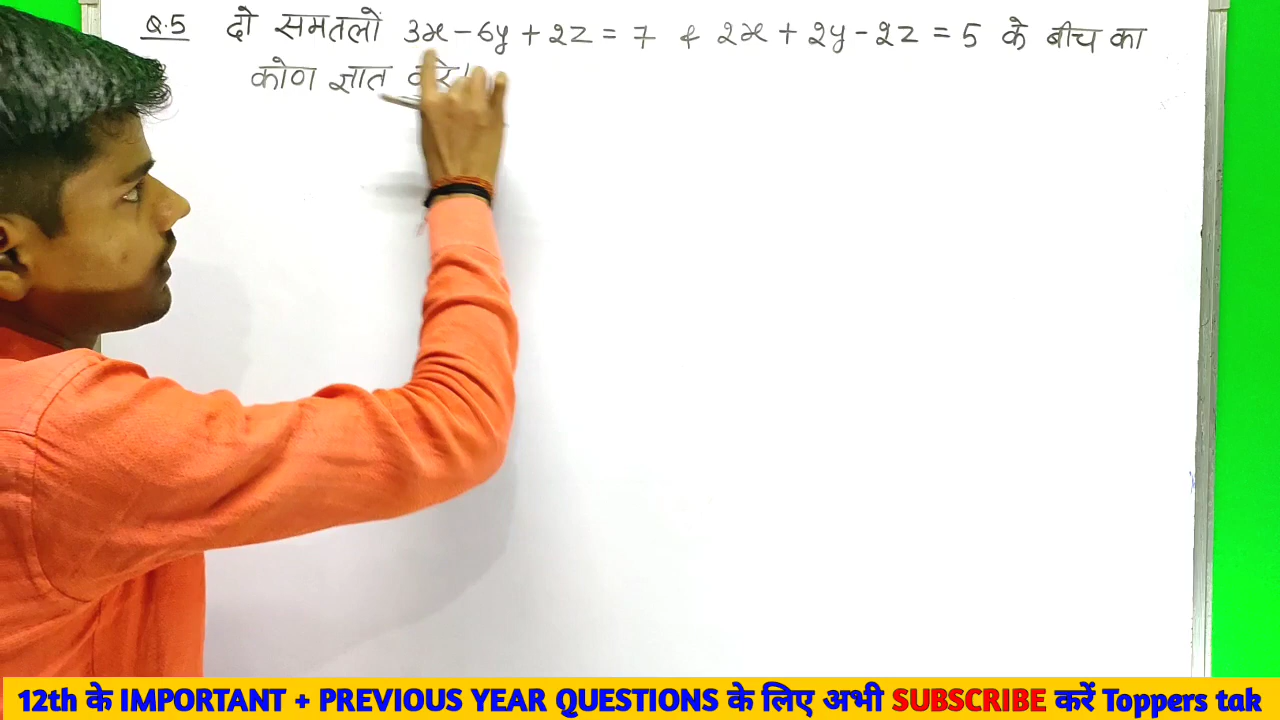 Q.5 दो समतलों 3x - 6y + 2z = 7 & 2x + 2y - 2z = 5 के बीच का
कोण ज्ञात करे।
12th के IMPORTANT + PREVIOUS YEAR QUESTIONS के लिए अभी SUBSCRIBE करें Toppers tak